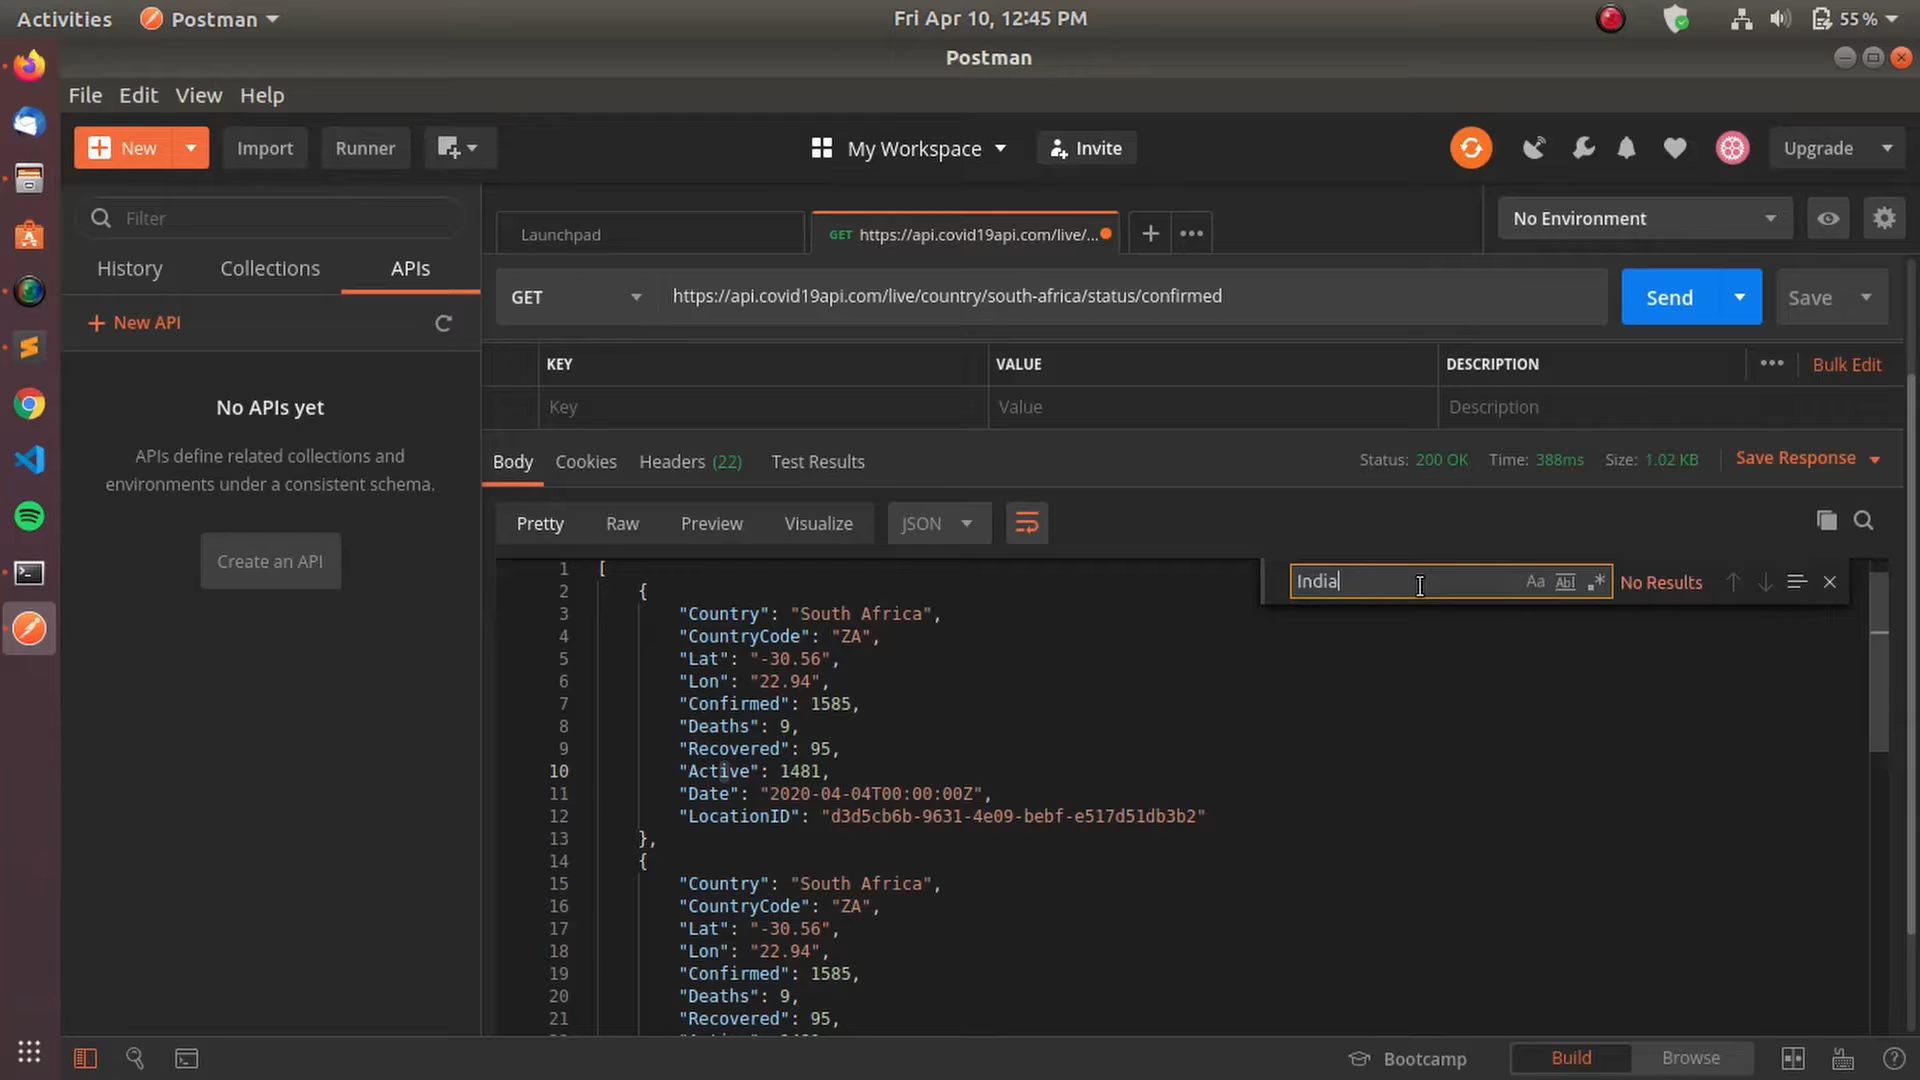 Activities
Postman
Fri Apr 10, 12:45 PM
55 %
Postman
File Edit View Help
New
Import
Runner
My Workspace
Invite
Upgrade
Filter
Launchpad
GET https://api.covid19api.com/live/...
No Environment
History
Collections
APIs
GET
https://api.covid19api.com/live/country/south-africa/status/confirmed
Send
Save
New API
KEY VALUE DESCRIPTION
Bulk Edit
Key Value Description
No APIs yet
APIs define related collections and
environments under a consistent schema.
Create an API
Body Cookies Headers (22) Test Results
Status: 200 OK Time: 388ms Size: 1.02 KB
Save Response
Pretty Raw Preview Visualize JSON
India
Aa Abl .*
No Results
1 [
2 {
3 "Country": "South Africa",
4 "CountryCode": "ZA",
5 "Lat": "-30.56",
6 "Lon": "22.94",
7 "Confirmed": 1585,
8 "Deaths": 9,
9 "Recovered": 95,
10 "Active": 1481,
11 "Date": "2020-04-04T00:00:00Z",
12 "LocationID": "d3d5cb6b-9631-4e09-bebf-e517d51db3b2"
13 },
14 {
15 "Country": "South Africa",
16 "CountryCode": "ZA",
17 "Lat": "-30.56",
18 "Lon": "22.94",
19 "Confirmed": 1585,
20 "Deaths": 9,
21 "Recovered": 95,
Bootcamp
Build
Browse